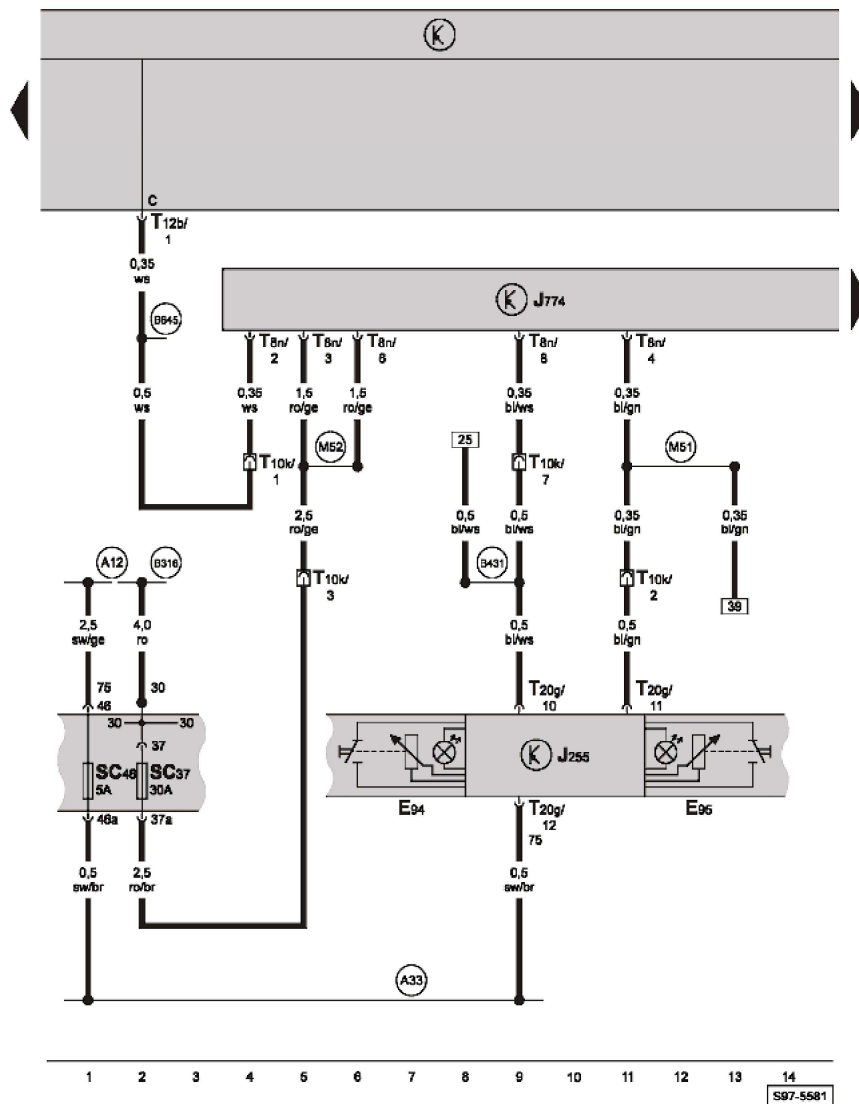 K
C
T12b/
1
0,35
ws
B645
K J774
T8n/ T8n/ T8n/ T8n/ T8n/
2 3 6 8 4
0,5 0,35 1,5 1,5 0,35 0,35
ws ws ro/ge ro/ge bl/ws bl/gn
M52 25 M51
T10k/ T10k/
1 7
2,5 0,5 0,5 0,35 0,35
ro/ge bl/ws bl/ws bl/gn bl/gn
A12 B316 B431
T10k/ T10k/
3 2
39
2,5 4,0 0,5 0,5
sw/ge ro bl/ws bl/gn
75 30 T20g/ T20g/
46 10 11
30 30
37
SC46 SC37 K J255
5A 30A
E94 E95
46a 37a T20g/
12
75
0,5 2,5 0,5
sw/br ro/br sw/br
A33
1 2 3 4 5 6 7 8 9 10 11 12 13 14
S97-5581